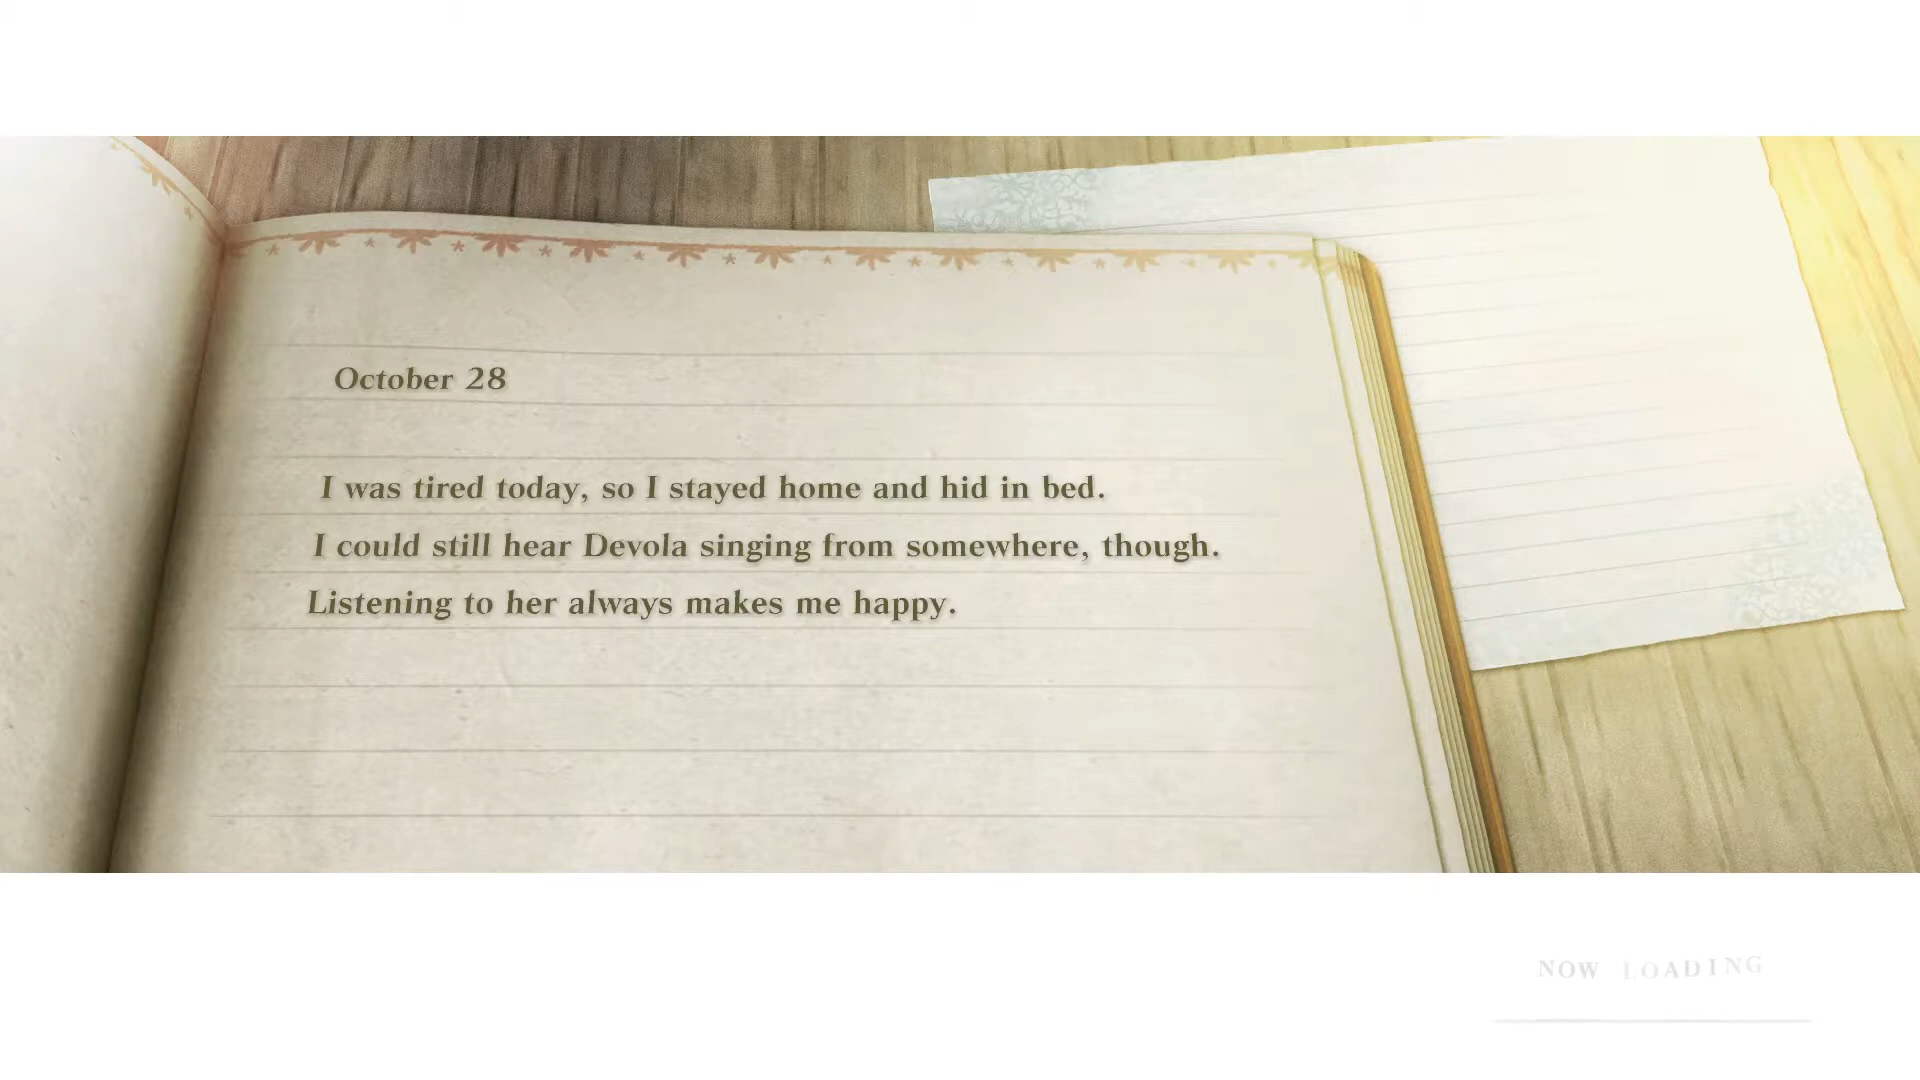 October 28
I was tired today, so I stayed home and hid in bed.
I could still hear Devola singing from somewhere, though.
Listening to her always makes me happy.
NOW LOADING